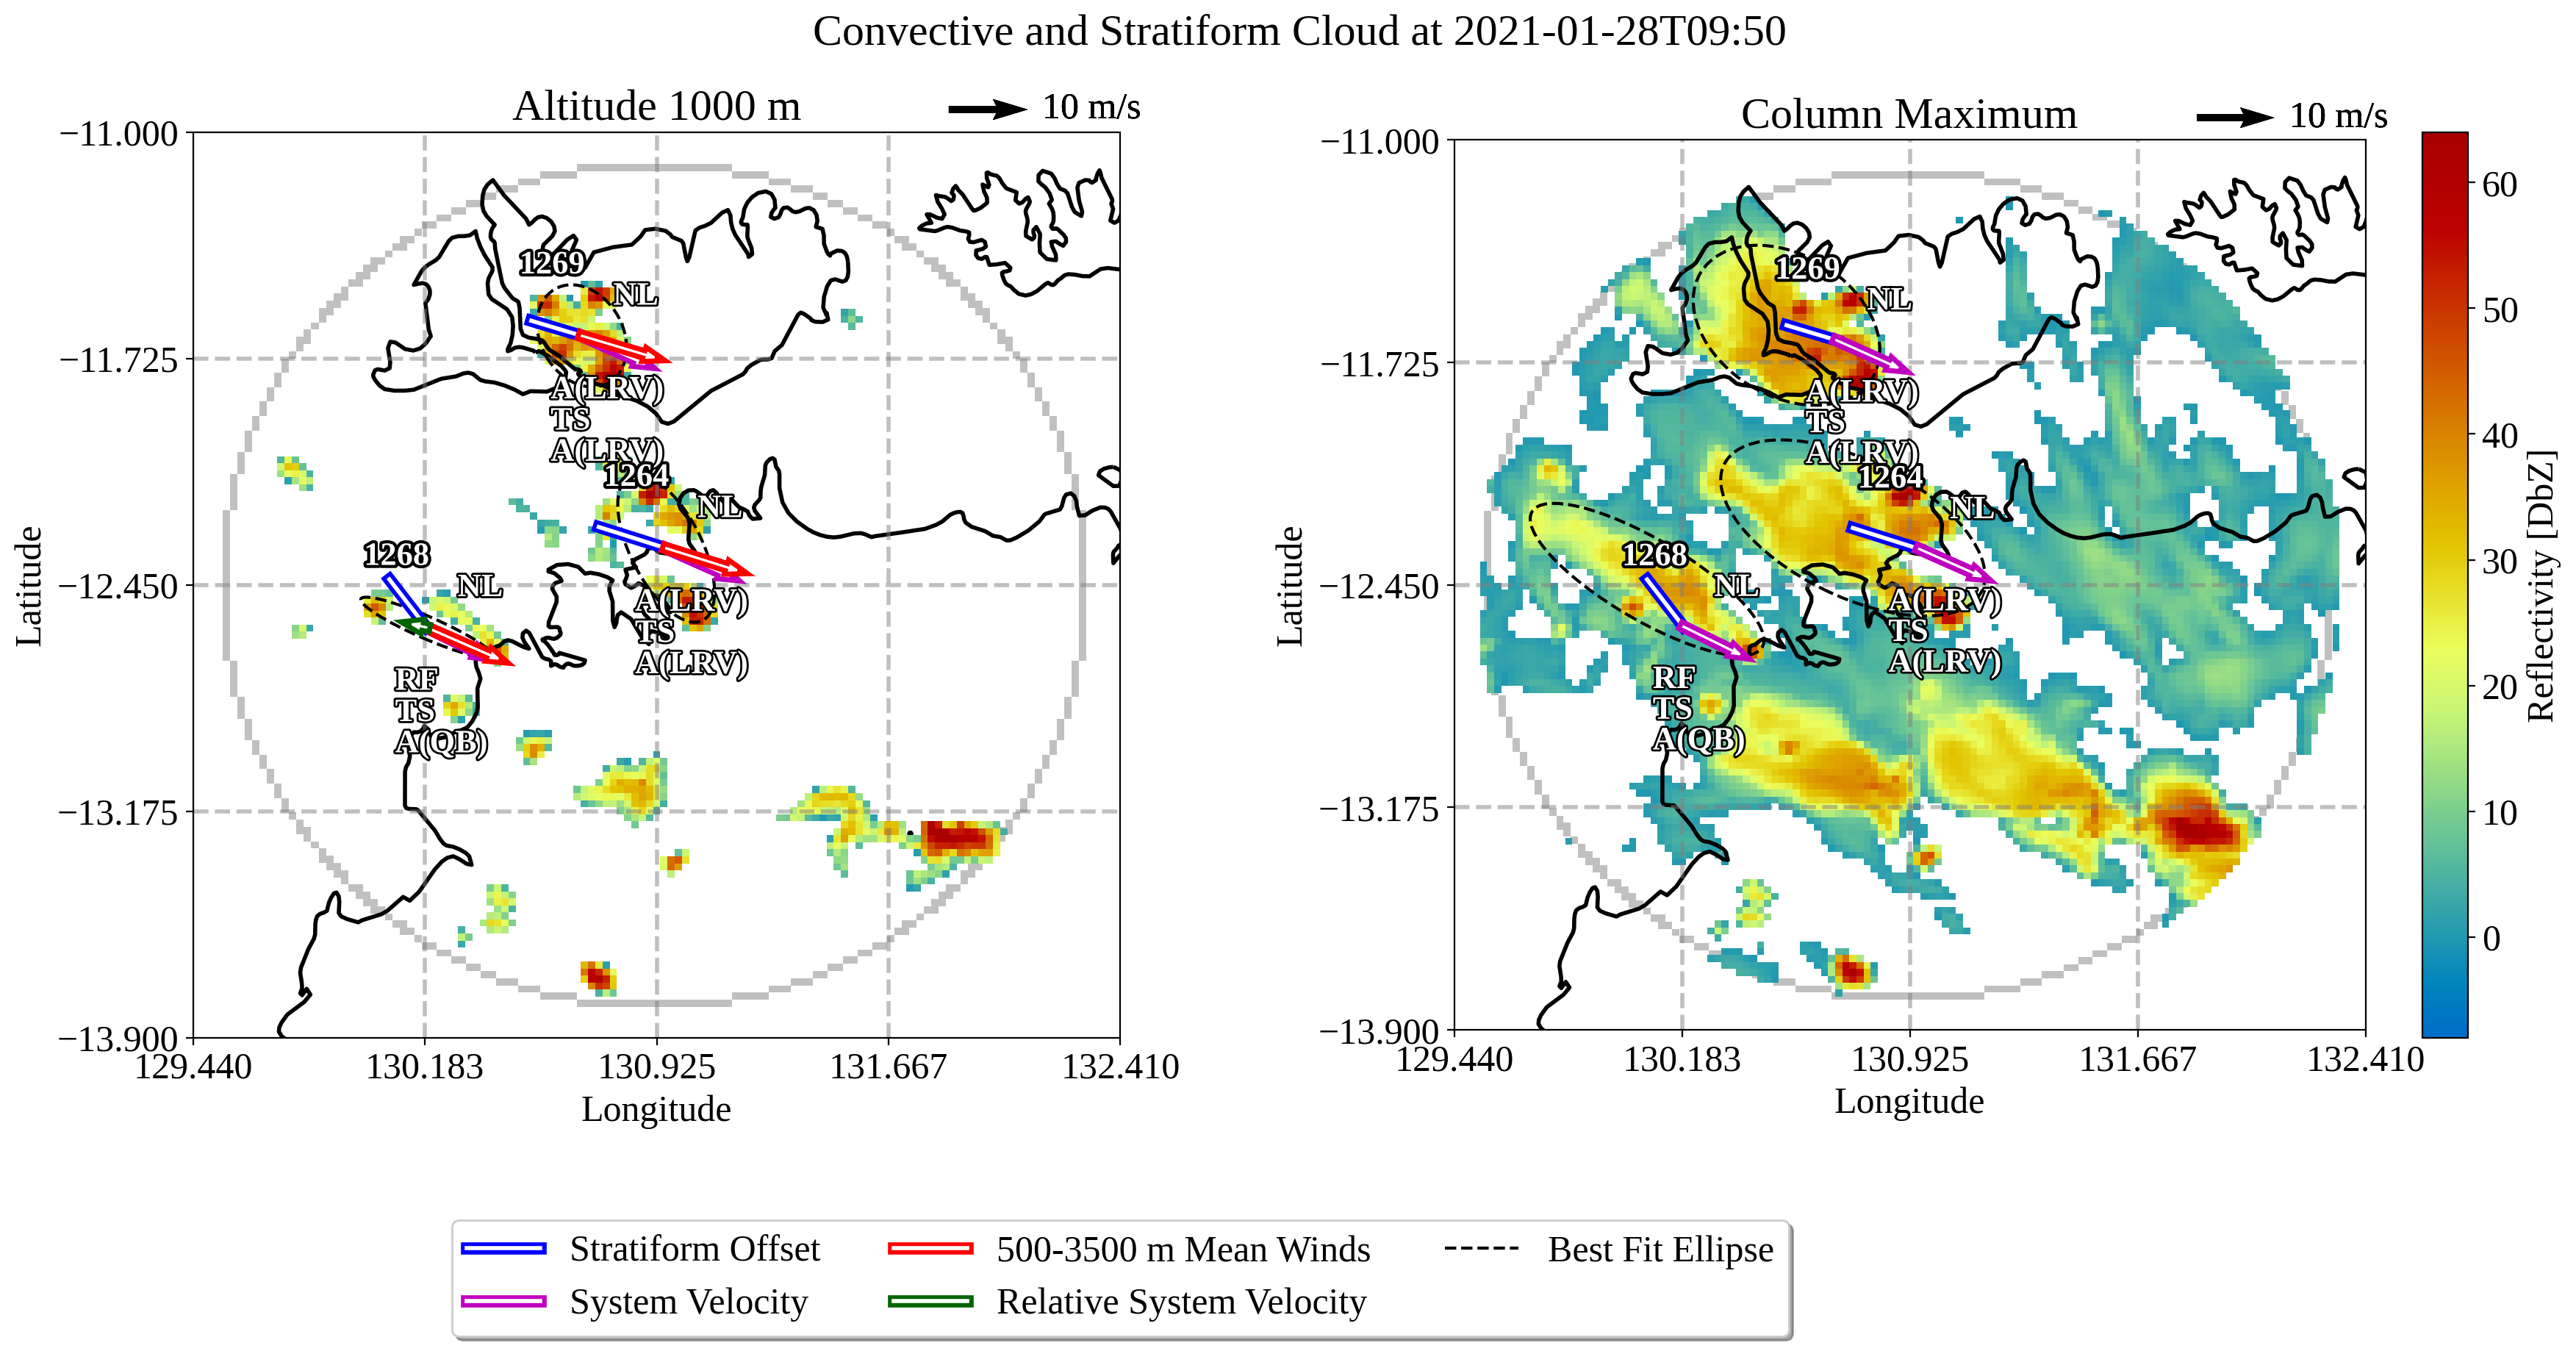 Convective and Stratiform Cloud at 2021-01-28T09:50
Altitude 1000 m
10 m/s
−11.000
−11.725
−12.450
−13.175
−13.900
129.440
130.183
130.925
131.667
132.410
Latitude
Longitude
1269
NL
A(LRV)
TS
A(LRV)
1264
NL
A(LRV)
TS
A(LRV)
1268
NL
RF
TS
A(QB)
Column Maximum
10 m/s
−11.000
−11.725
−12.450
−13.175
−13.900
129.440
130.183
130.925
131.667
132.410
Latitude
Longitude
1269
NL
A(LRV)
TS
A(LRV)
1264
NL
A(LRV)
TS
A(LRV)
1268
NL
RF
TS
A(QB)
60
50
40
30
20
10
0
Reflectivity [DbZ]
Stratiform Offset
System Velocity
500-3500 m Mean Winds
Relative System Velocity
Best Fit Ellipse